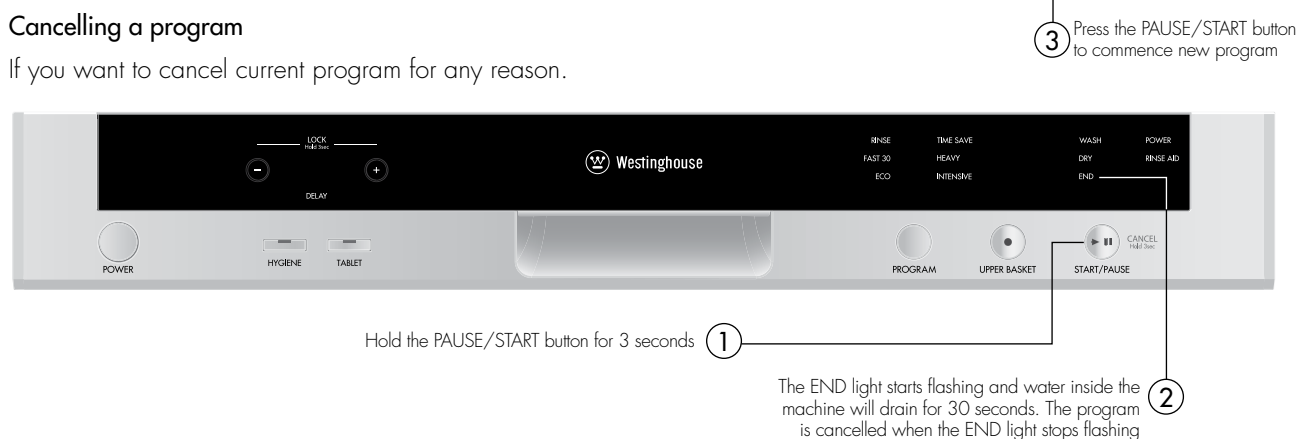 Cancelling a program
If you want to cancel current program for any reason.
3
Press the PAUSE/START button
to commence new program
LOCK
Hold 3sec
-
+
DELAY
Westinghouse
RINSE
TIME SAVE
FAST 30
HEAVY
ECO
INTENSIVE
WASH
POWER
DRY
RINSE AID
END
POWER
HYGIENE
TABLET
PROGRAM
UPPER BASKET
START/PAUSE
CANCEL
Hold 3sec
Hold the PAUSE/START button for 3 seconds
1
The END light starts flashing and water inside the
machine will drain for 30 seconds. The program
is cancelled when the END light stops flashing
2